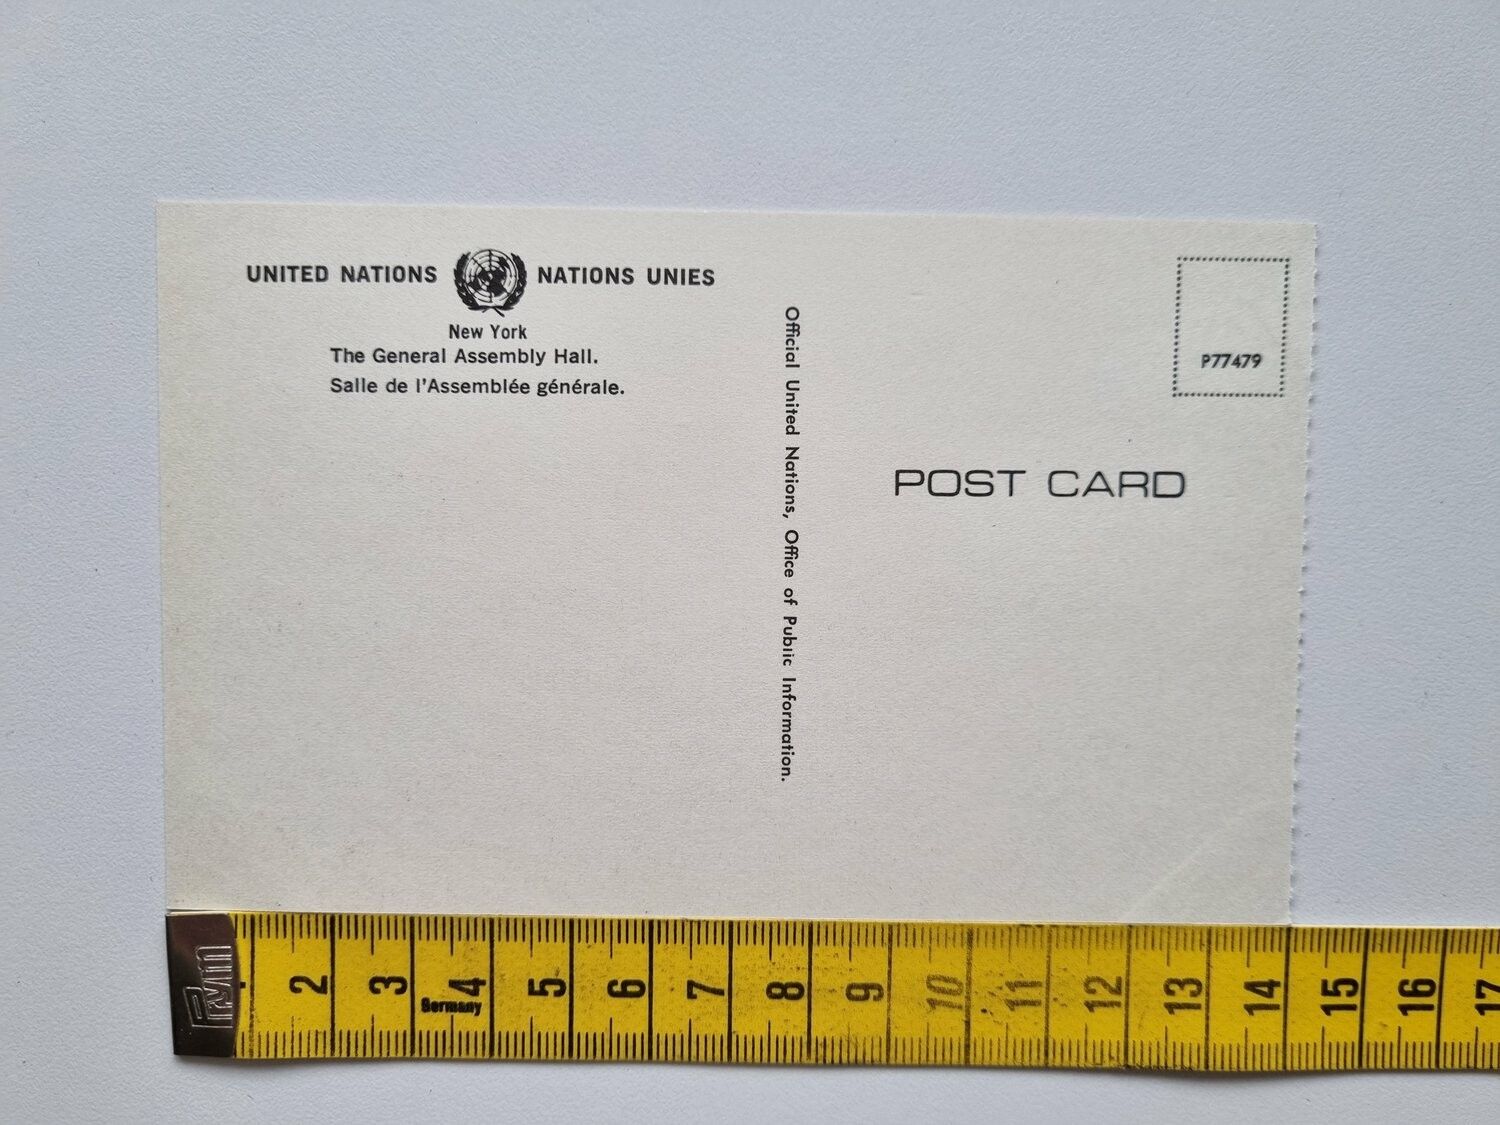 UNITED NATIONS NATIONS UNIES
New York
The General Assembly Hall.
Salle de l'Assemblée générale.
Official United Nations, Office of Public Information.
P77479
POST CARD
Prym
Germany
2 3 4 5 6 7 8 9 10 11 12 13 14 15 16 17